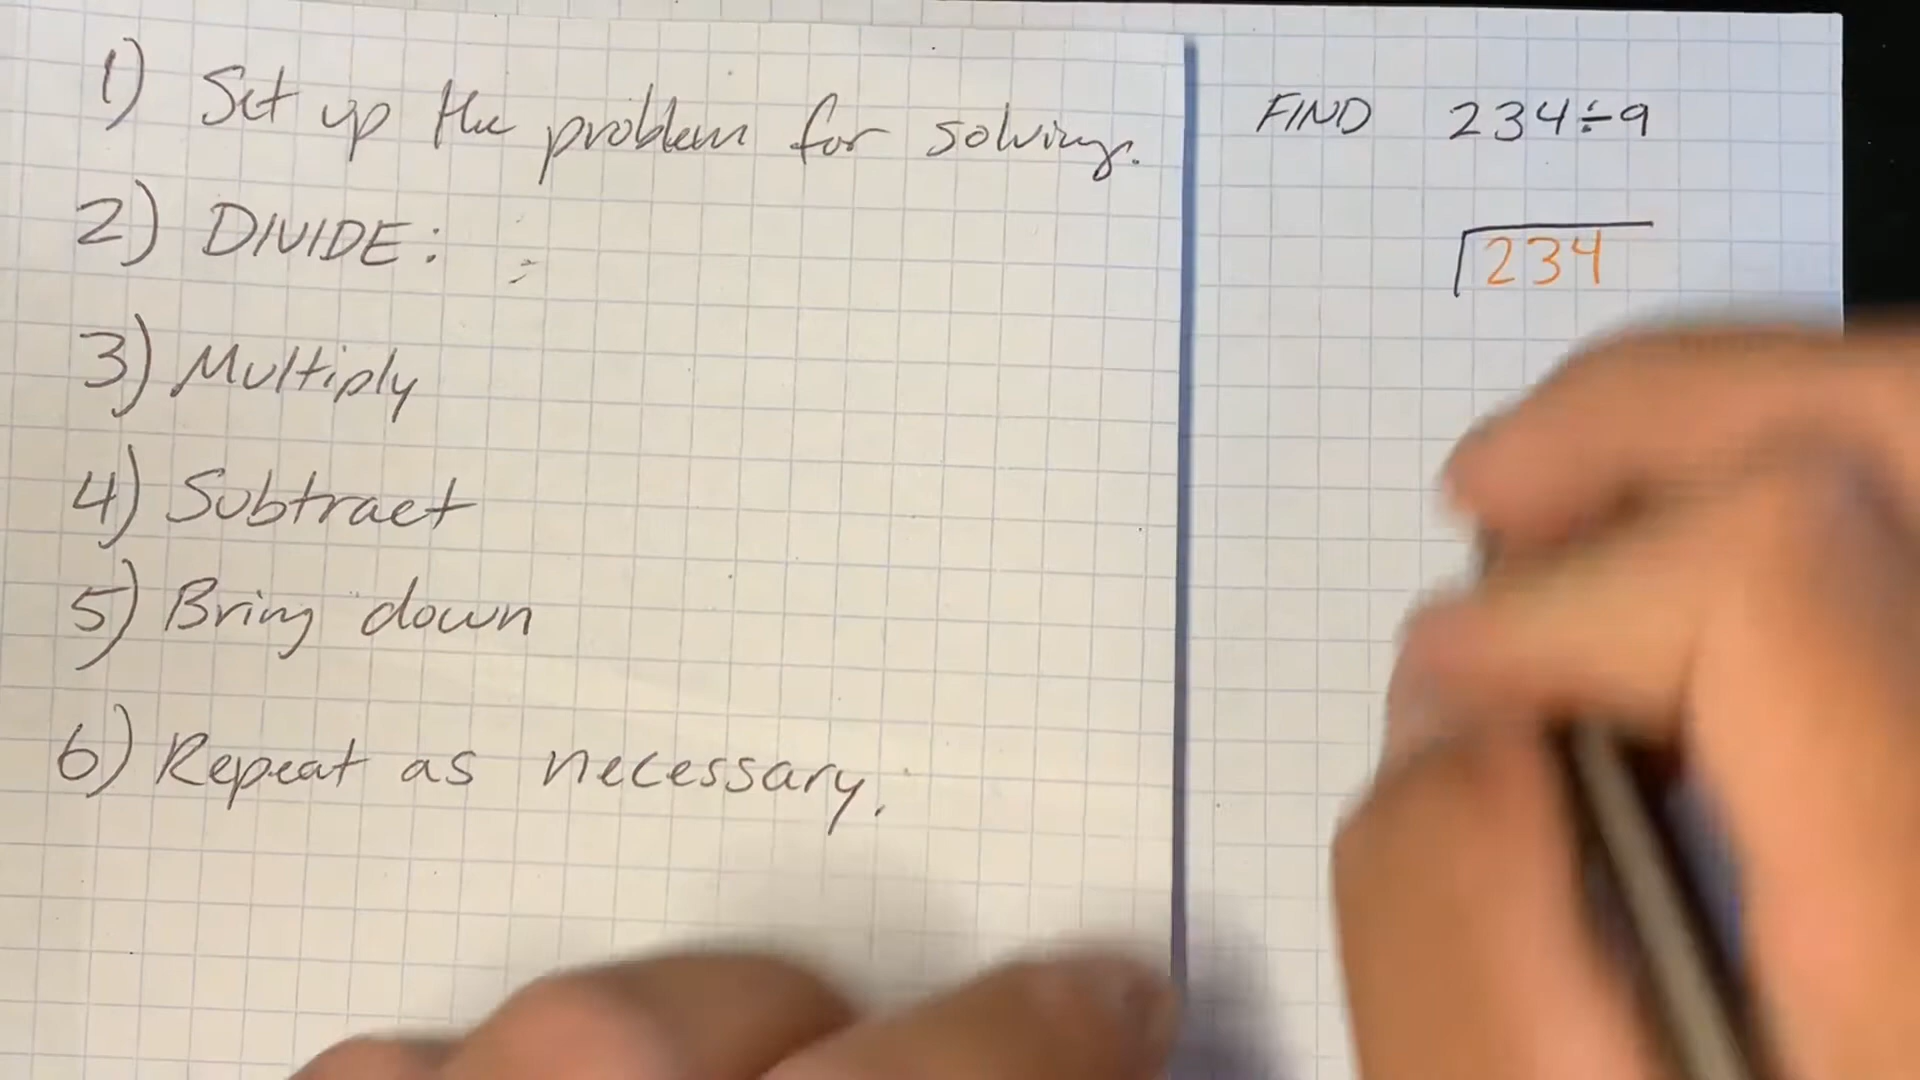 1) Set up the problem for solving.
2) DIVIDE: ÷
3) Multiply
4) Subtract
5) Bring down
6) Repeat as necessary.
FIND 234÷9
234